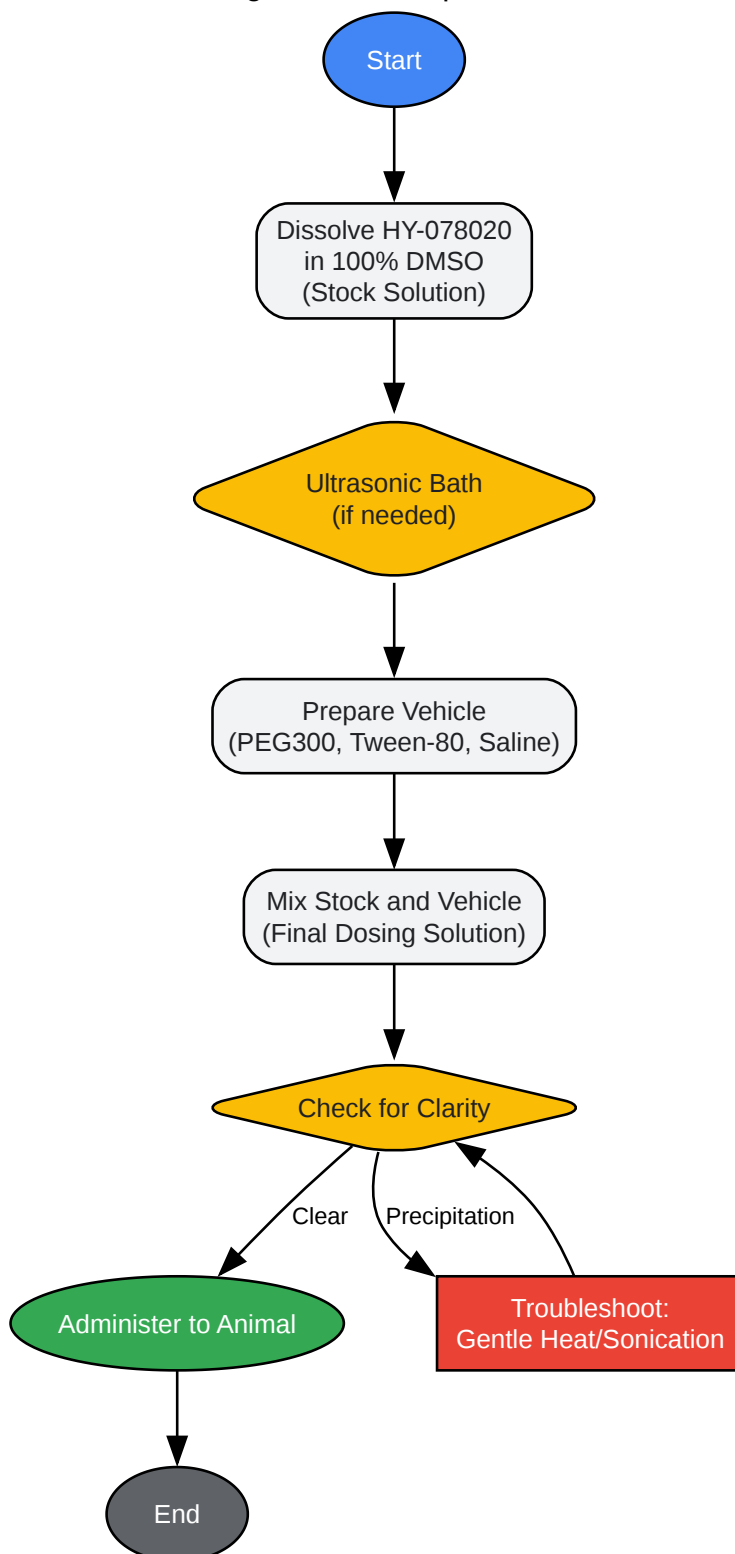 Start
Dissolve HY-078020
in 100% DMSO
(Stock Solution)
Ultrasonic Bath
(if needed)
Prepare Vehicle
(PEG300, Tween-80, Saline)
Mix Stock and Vehicle
(Final Dosing Solution)
Check for Clarity
Clear
Precipitation
Administer to Animal
Troubleshoot:
Gentle Heat/Sonication
End